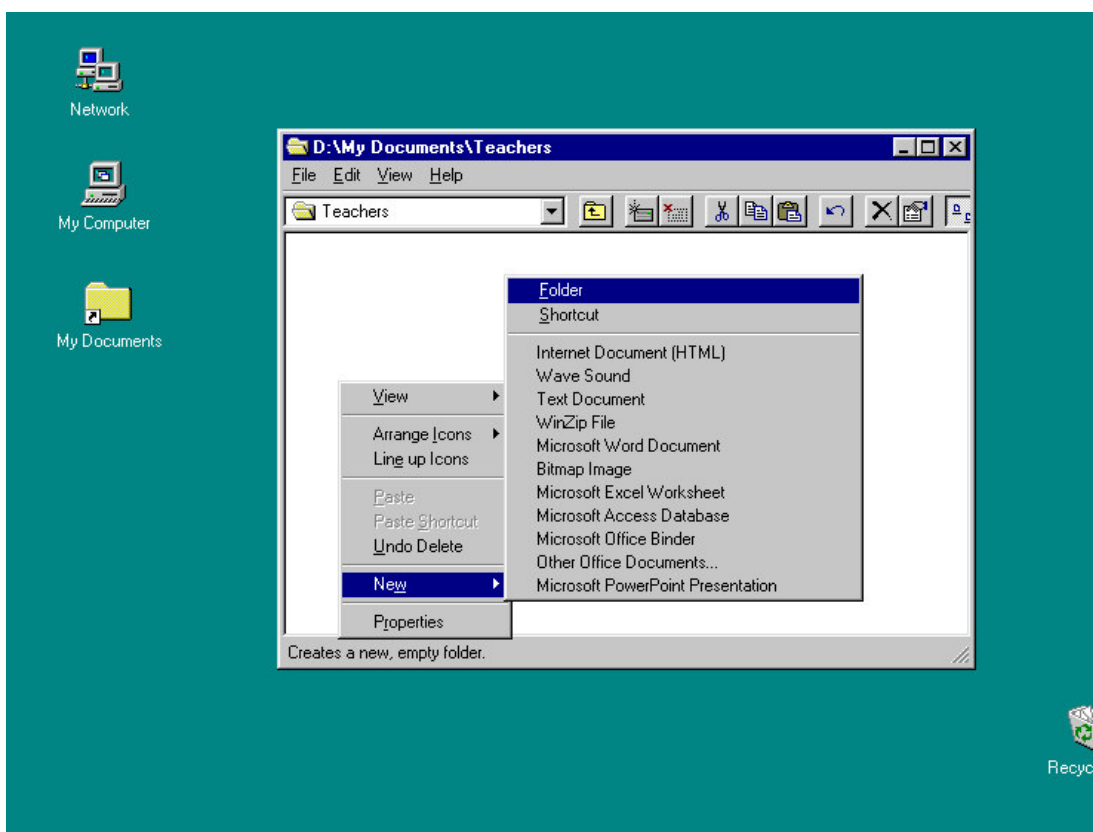 Network
My Computer
My Documents
D:\My Documents\Teachers
File Edit View Help
Teachers
Folder
Shortcut
Internet Document (HTML)
Wave Sound
Text Document
WinZip File
Microsoft Word Document
Bitmap Image
Microsoft Excel Worksheet
Microsoft Access Database
Microsoft Office Binder
Other Office Documents...
Microsoft PowerPoint Presentation
View
Arrange Icons
Line up Icons
Paste
Paste Shortcut
Undo Delete
New
Properties
Creates a new, empty folder.
Recyc